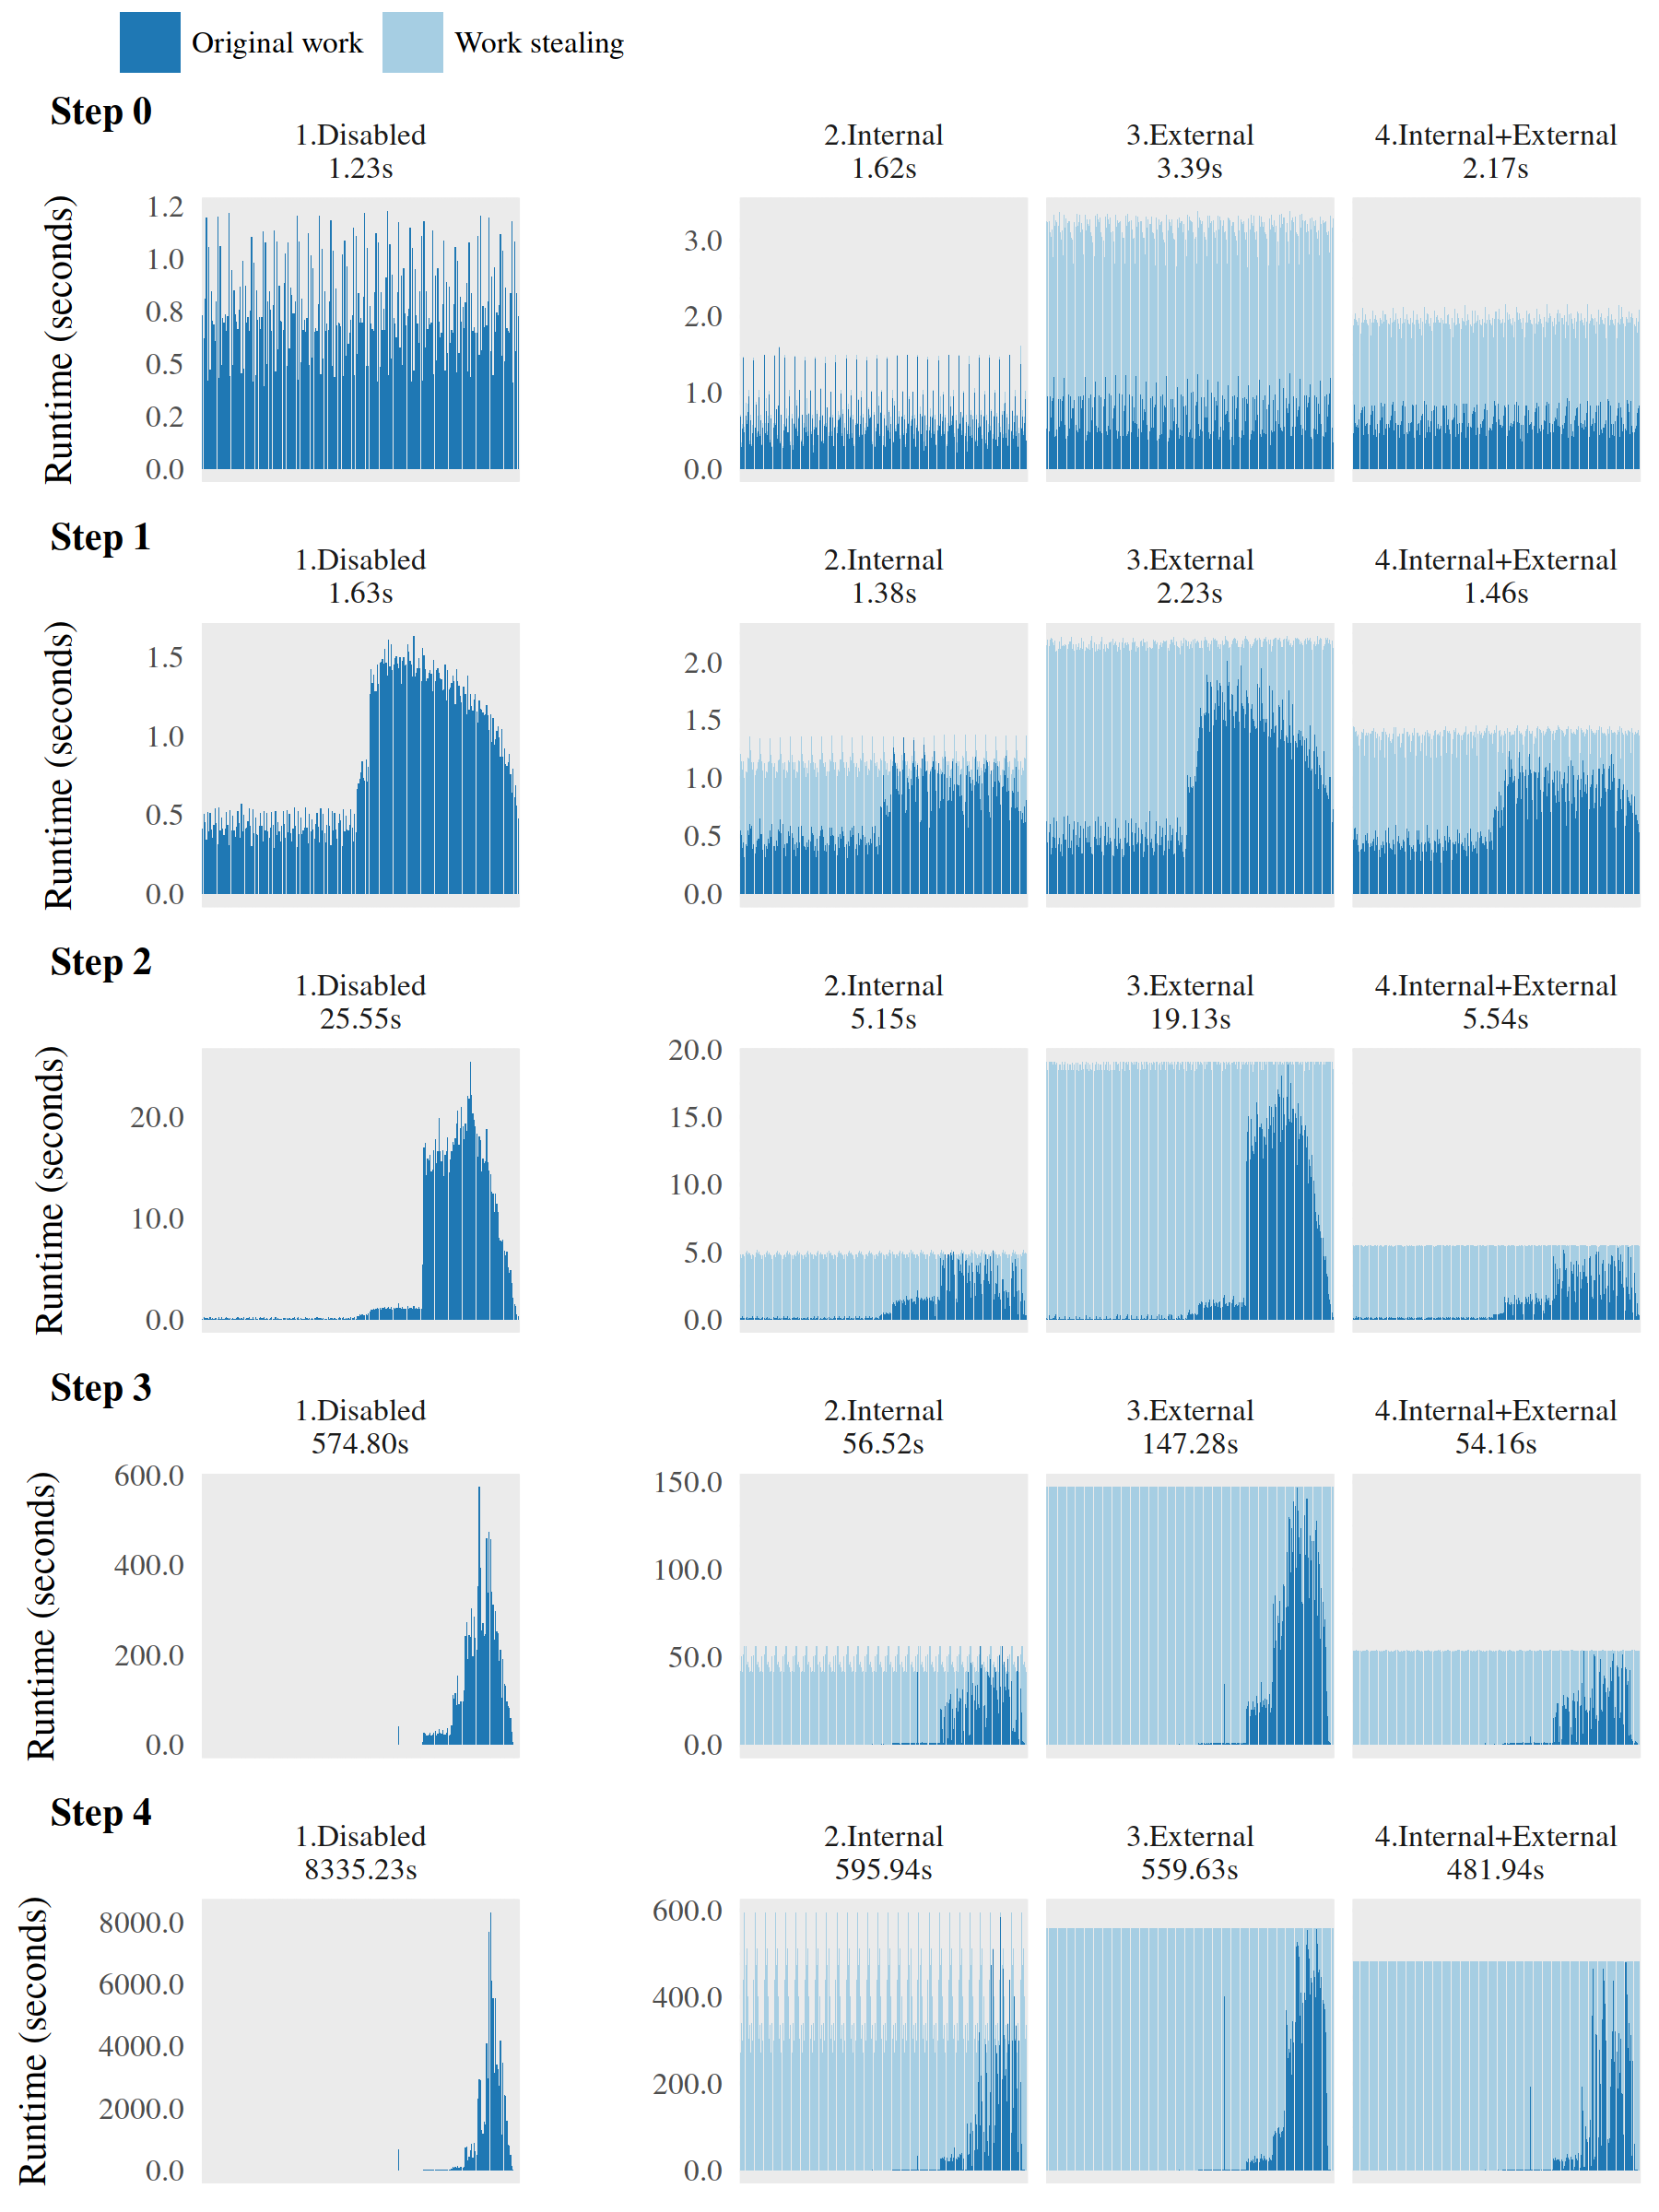 Original work
Work stealing
Step 0
1.Disabled
1.23s
2.Internal
1.62s
3.External
3.39s
4.Internal+External
2.17s
Runtime (seconds)
1.2
1.0
0.8
0.5
0.2
0.0
3.0
2.0
1.0
0.0
Step 1
1.Disabled
1.63s
2.Internal
1.38s
3.External
2.23s
4.Internal+External
1.46s
Runtime (seconds)
1.5
1.0
0.5
0.0
2.0
1.5
1.0
0.5
0.0
Step 2
1.Disabled
25.55s
2.Internal
5.15s
3.External
19.13s
4.Internal+External
5.54s
Runtime (seconds)
20.0
10.0
0.0
20.0
15.0
10.0
5.0
0.0
Step 3
1.Disabled
574.80s
2.Internal
56.52s
3.External
147.28s
4.Internal+External
54.16s
Runtime (seconds)
600.0
400.0
200.0
0.0
150.0
100.0
50.0
0.0
Step 4
1.Disabled
8335.23s
2.Internal
595.94s
3.External
559.63s
4.Internal+External
481.94s
Runtime (seconds)
8000.0
6000.0
4000.0
2000.0
0.0
600.0
400.0
200.0
0.0